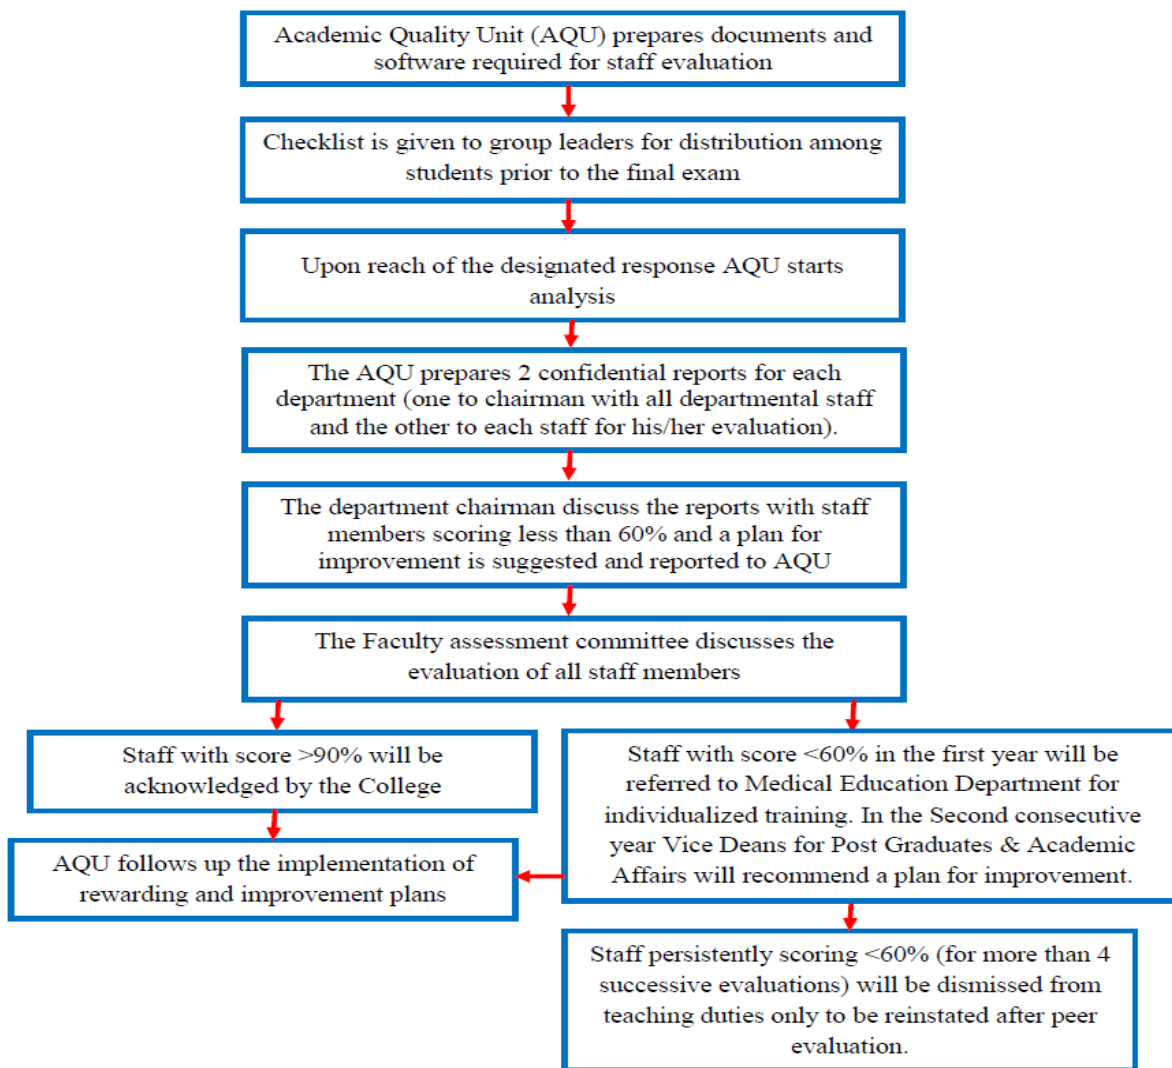 Academic Quality Unit (AQU) prepares documents and
software required for staff evaluation
Checklist is given to group leaders for distribution among
students prior to the final exam
Upon reach of the designated response AQU starts
analysis
The AQU prepares 2 confidential reports for each
department (one to chairman with all departmental staff
and the other to each staff for his/her evaluation).
The department chairman discuss the reports with staff
members scoring less than 60% and a plan for
improvement is suggested and reported to AQU
The Faculty assessment committee discusses the
evaluation of all staff members
Staff with score >90% will be
acknowledged by the College
Staff with score <60% in the first year will be
referred to Medical Education Department for
individualized training. In the Second consecutive
year Vice Deans for Post Graduates & Academic
Affairs will recommend a plan for improvement.
AQU follows up the implementation of
rewarding and improvement plans
Staff persistently scoring <60% (for more than 4
successive evaluations) will be dismissed from
teaching duties only to be reinstated after peer
evaluation.